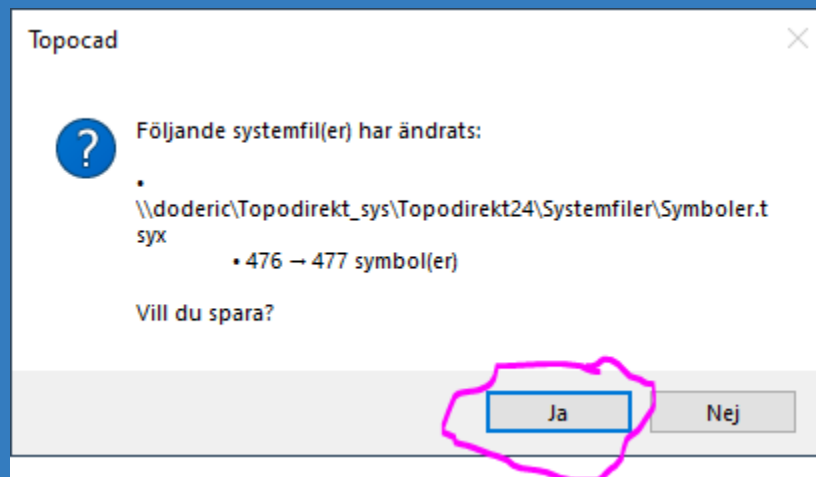 Topocad
Följande systemfil(er) har ändrats:
•
\\doderic\Topodirekt_sys\Topodirekt24\Systemfiler\Symboler.t
syx
• 476 → 477 symbol(er)
Vill du spara?
Ja
Nej